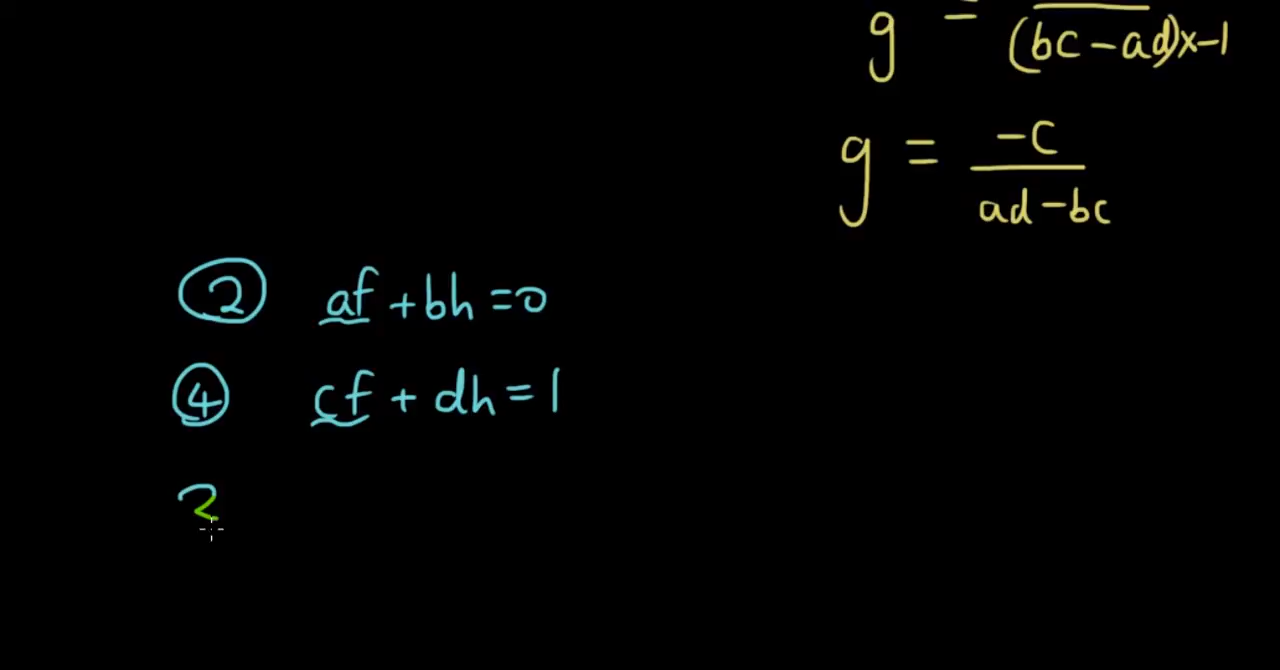 g = / (bc-ad)x-1
g = -c / ad-bc
② af + bh = 0
④ cf + dh = 1
2